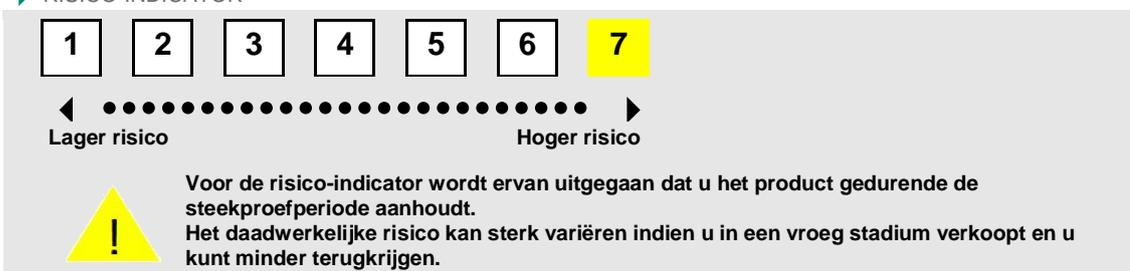 RISICO-INDICATOR
1 2 3 4 5 6 7
Lager risico Hoger risico
Voor de risico-indicator wordt ervan uitgegaan dat u het product gedurende de
steekproefperiode aanhoudt.
! Het daadwerkelijke risico kan sterk variëren indien u in een vroeg stadium verkoopt en u
kunt minder terugkrijgen.